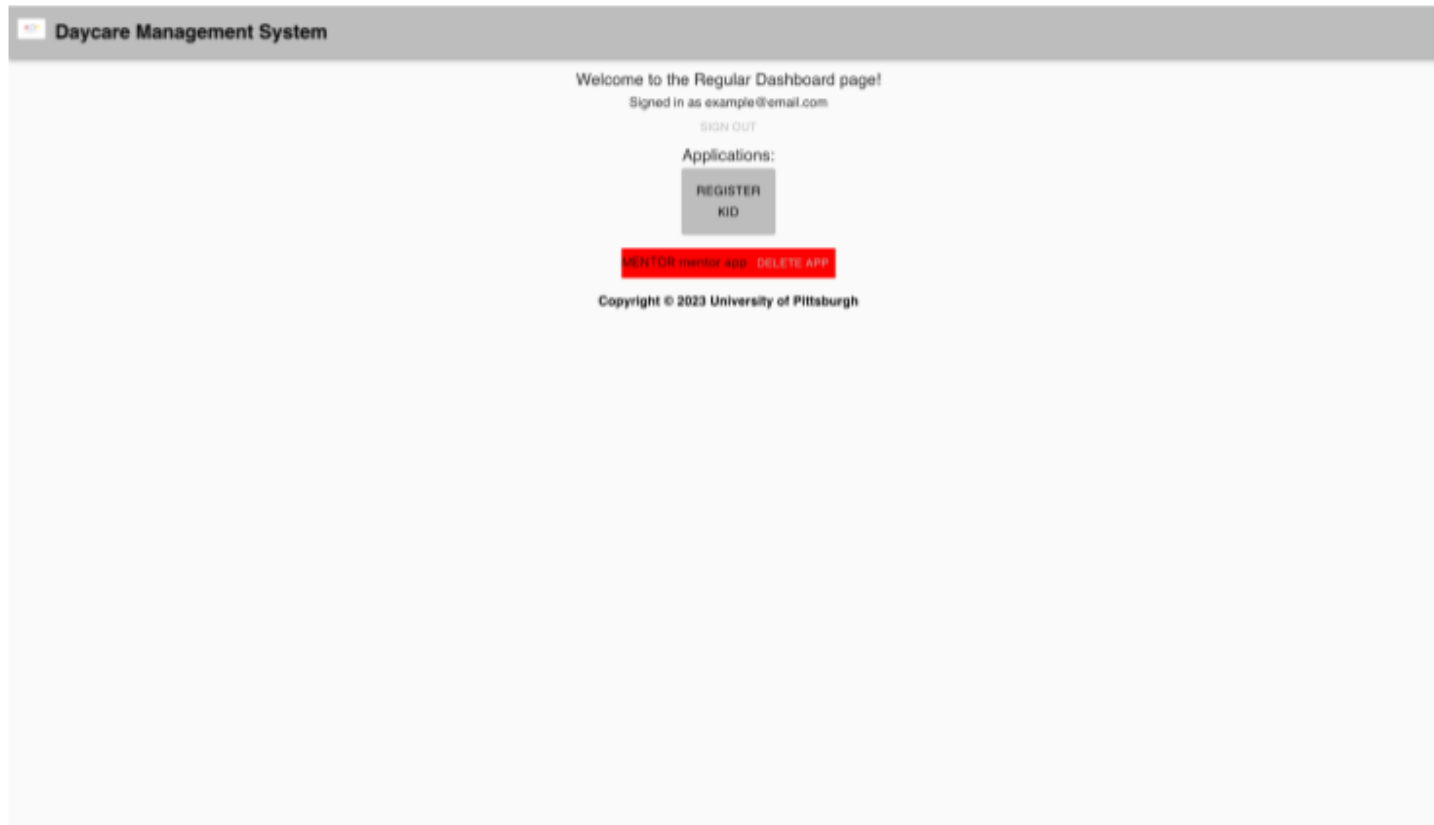 Daycare Management System
Welcome to the Regular Dashboard page!
Signed in as example@email.com
SIGN OUT
Applications:
REGISTER
KID
MENTOR mentor app DELETE APP
Copyright © 2023 University of Pittsburgh